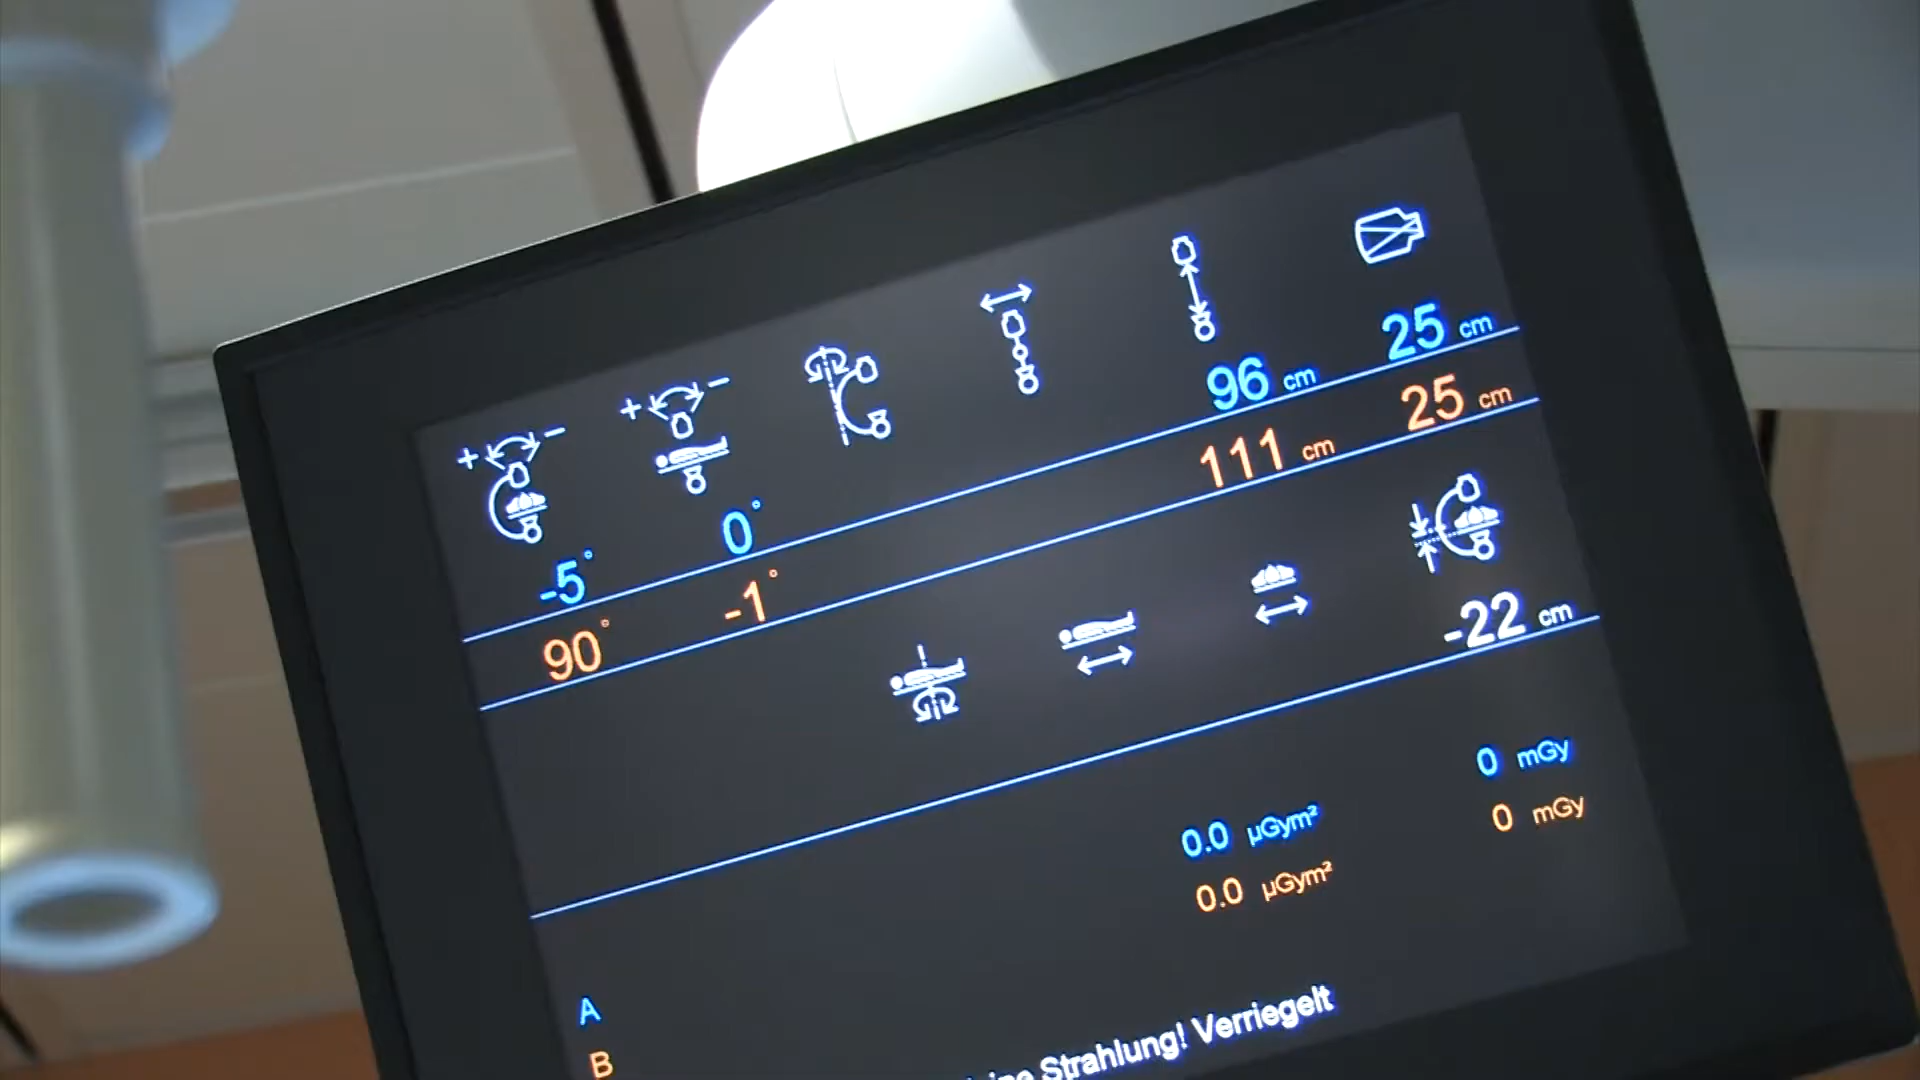 -5° 0° 96 cm 25 cm
90° -1° 111 cm 25 cm
-22 cm
0.0 µGym² 0 mGy
0.0 µGym² 0 mGy
A
B
Strahlung! Verriegelt